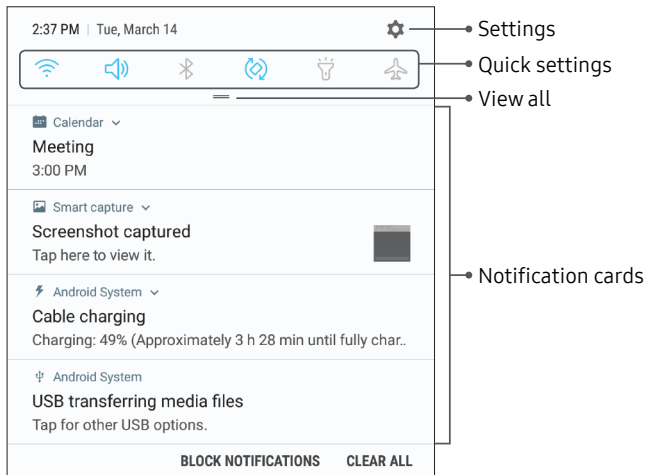 2:37 PM | Tue, March 14
Settings
Quick settings
View all
Calendar
Meeting
3:00 PM
Smart capture
Screenshot captured
Tap here to view it.
Notification cards
Android System
Cable charging
Charging: 49% (Approximately 3 h 28 min until fully char..
Android System
USB transferring media files
Tap for other USB options.
BLOCK NOTIFICATIONS CLEAR ALL